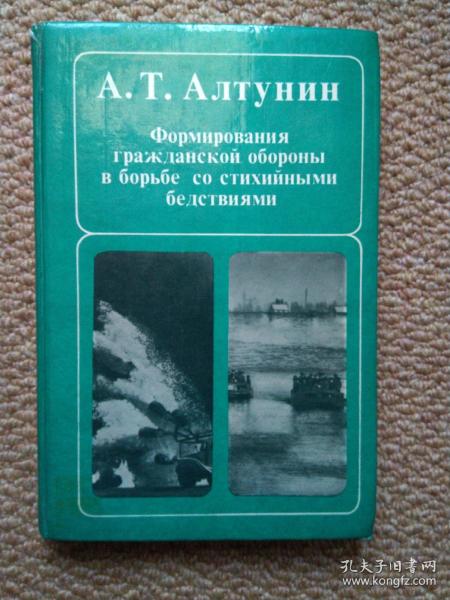 А. Т. Алтунин
Формирования
гражданской обороны
в борьбе со стихийными
бедствиями
孔夫子旧书网
www.kongfz.com